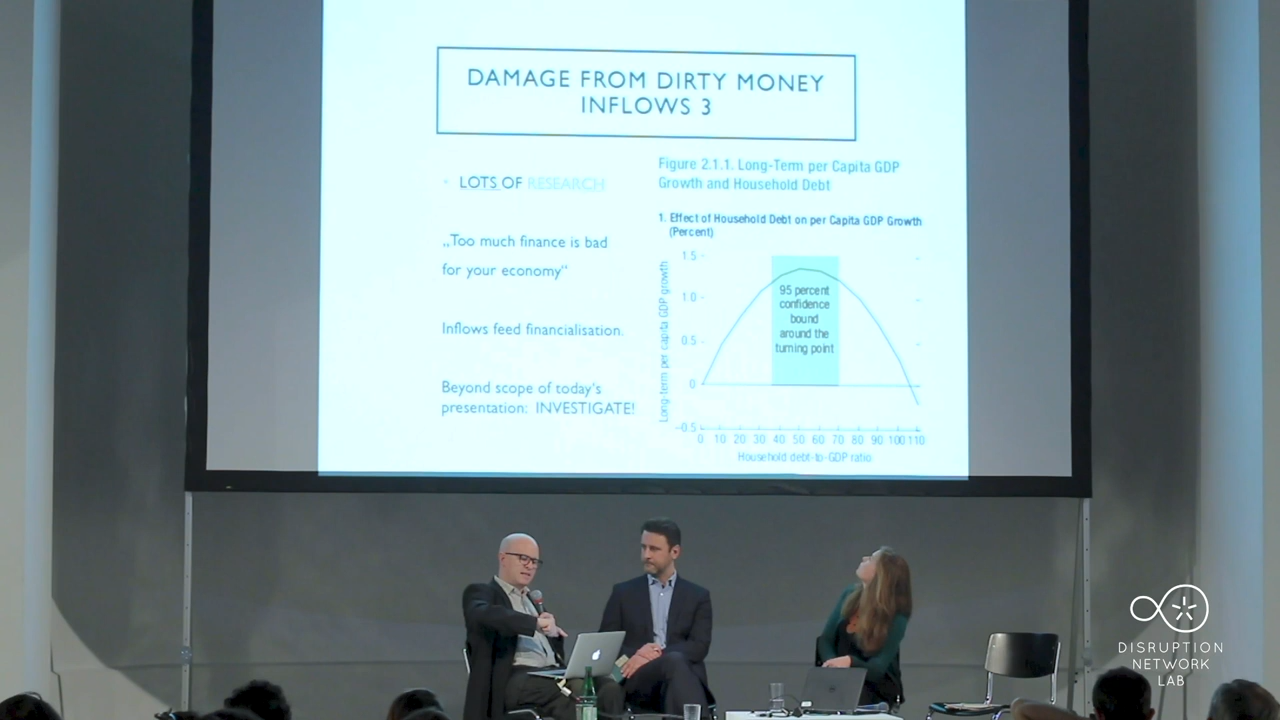 DAMAGE FROM DIRTY MONEY
INFLOWS 3
• LOTS OF RESEARCH
„Too much finance is bad
for your economy“
Inflows feed financialisation.
Beyond scope of today's
presentation: INVESTIGATE!
Figure 2.1.1. Long-Term per Capita GDP
Growth and Household Debt
1. Effect of Household Debt on per Capita GDP Growth
(Percent)
Long-term per capita GDP growth
1.5
1.0
0.5
0
–0.5
95 percent
confidence
bound
around the
turning point
0 10 20 30 40 50 60 70 80 90 100 110
Household debt-to-GDP ratio
DISRUPTION
NETWORK
LAB